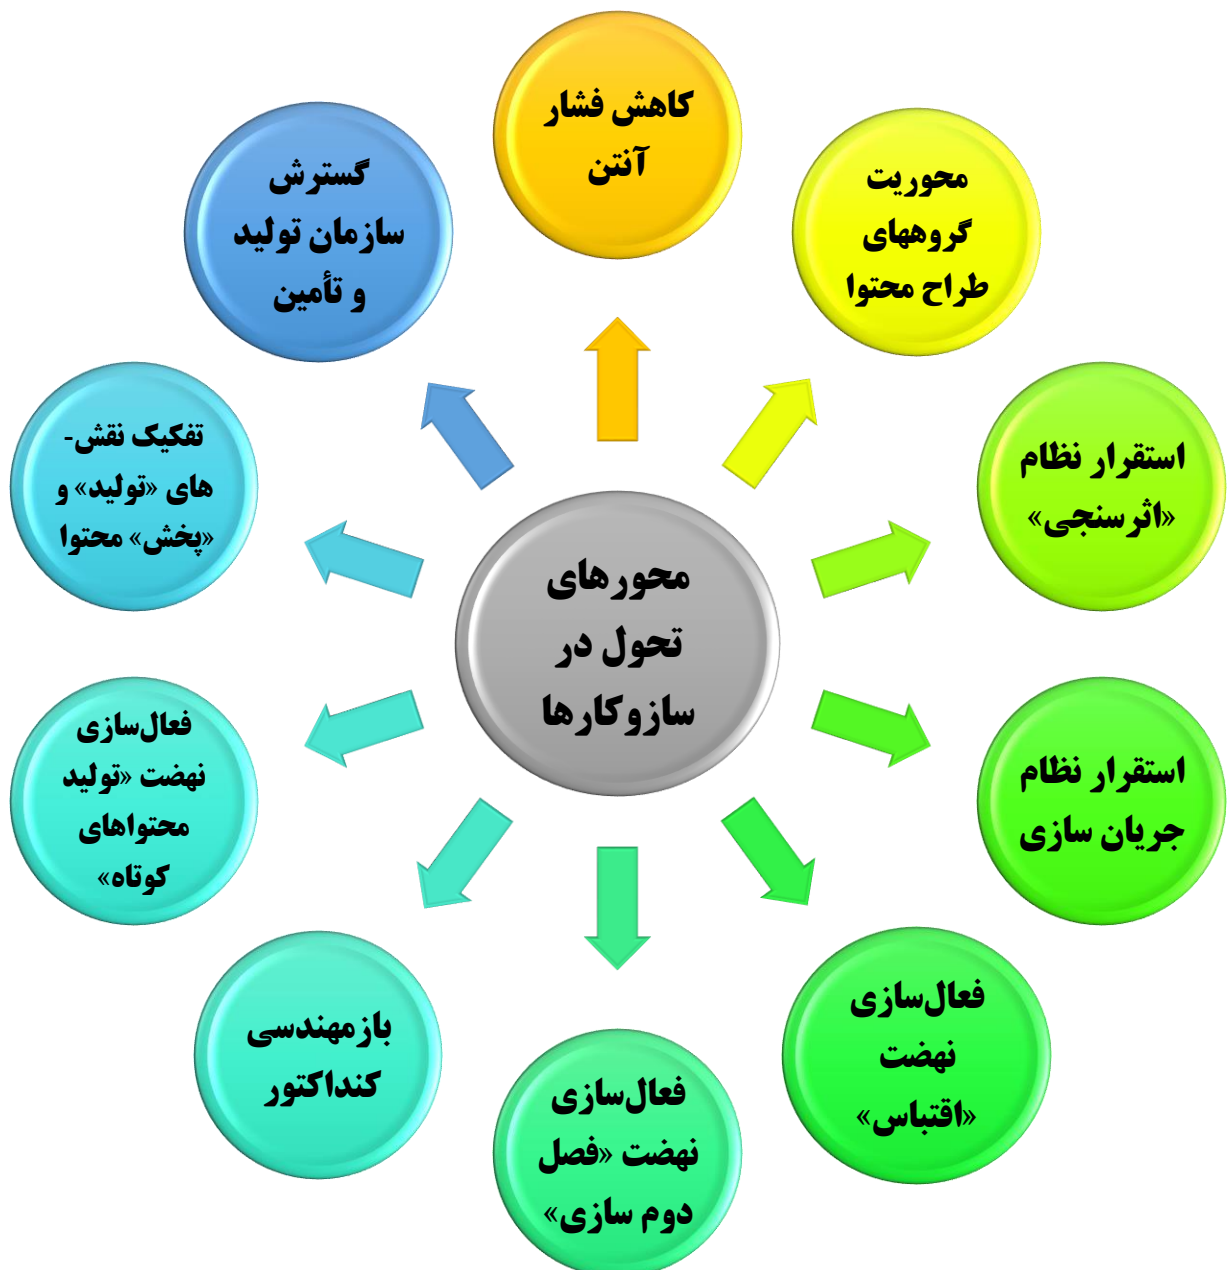 کاهش فشار
آنتن
محوریت
گروههای
طراح محتوا
استقرار نظام
«اثرسنجی»
استقرار نظام
جریان سازی
فعال‌سازی
نهضت
«اقتباس»
فعال‌سازی
نهضت «فصل
دوم سازی»
بازمهندسی
کنداکتور
فعال‌سازی
نهضت «تولید
محتواهای
کوتاه»
تفکیک نقش-
های «تولید» و
«پخش» محتوا
گسترش
سازمان تولید
و تأمین
محورهای
تحول در
سازوکارها